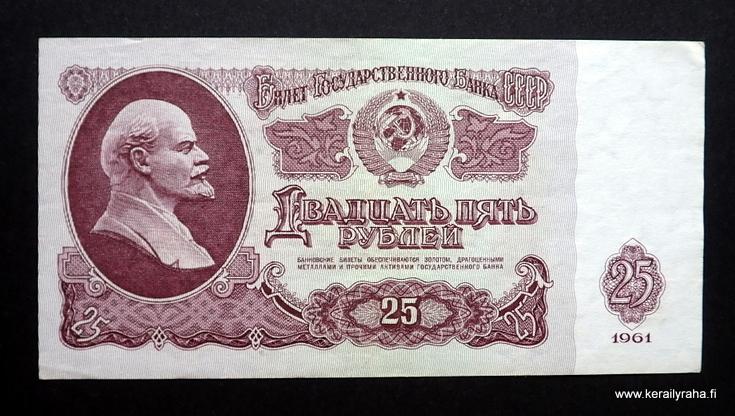 Билет Государственного Банка СССР
Двадцать пять
рублей
БАНКОВСКИЕ БИЛЕТЫ ОБЕСПЕЧИВАЮТСЯ ЗОЛОТОМ, ДРАГОЦЕННЫМИ
МЕТАЛЛАМИ И ПРОЧИМИ АКТИВАМИ ГОСУДАРСТВЕННОГО БАНКА
25
25
25
25
1961
www.kerailyraha.fi